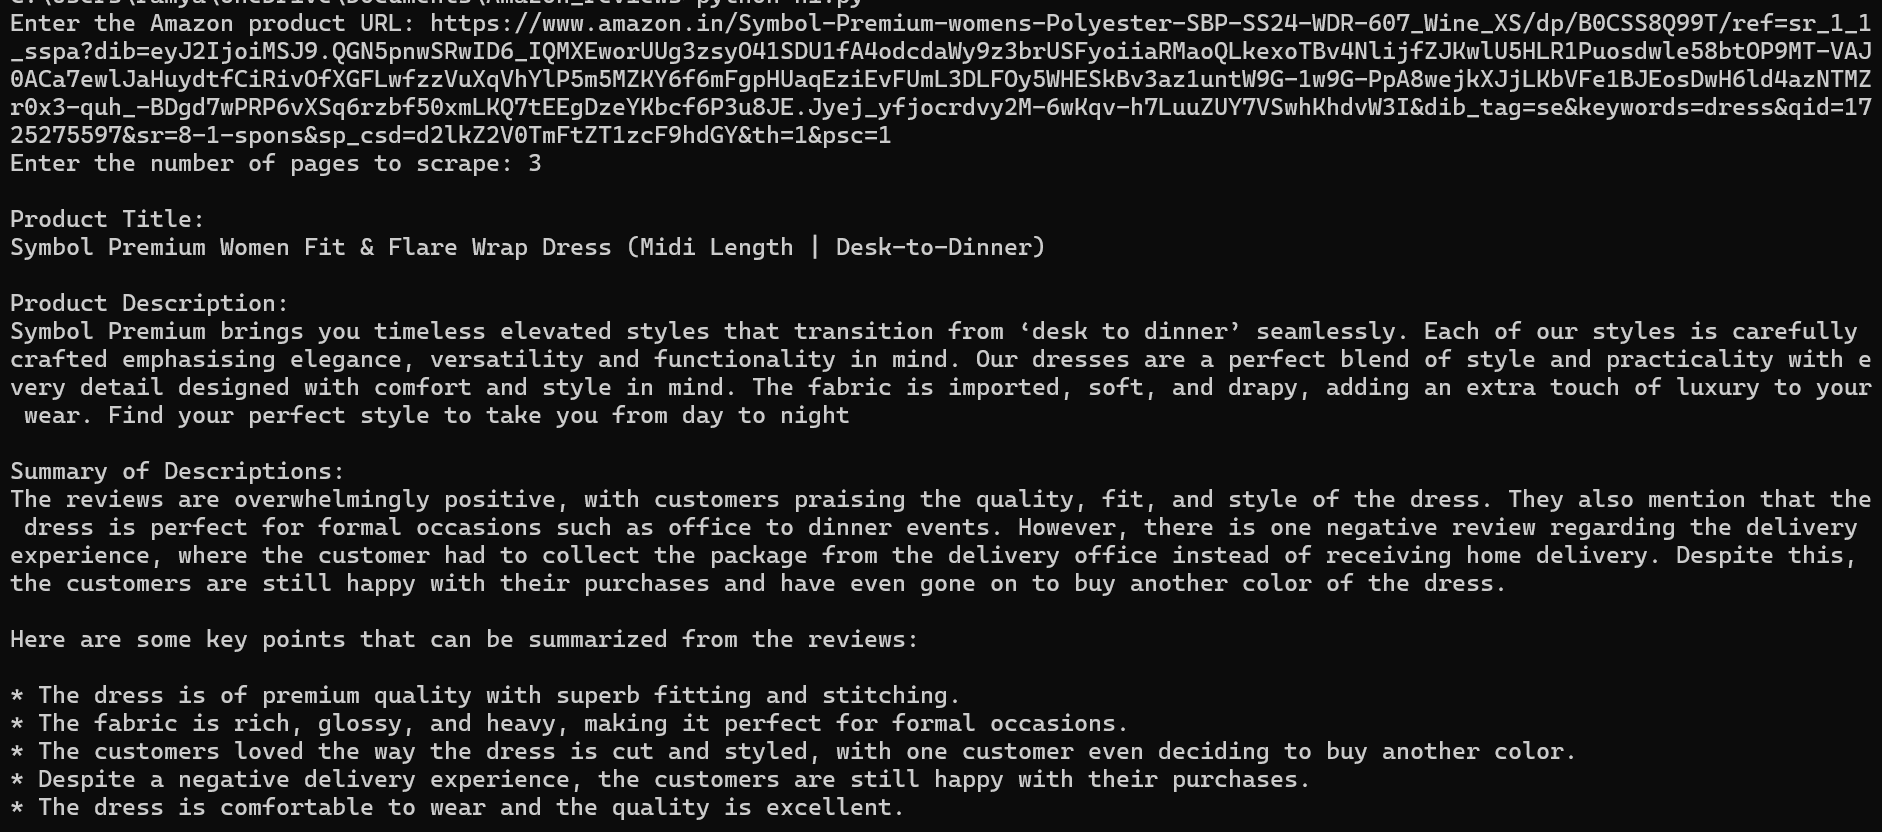 Enter the Amazon product URL: https://www.amazon.in/Symbol-Premium-womens-Polyester-SBP-SS24-WDR-607_Wine_XS/dp/B0CSS8Q99T/ref=sr_1_1
_sspa?dib=eyJ2IjoiMSJ9.QGN5pnwSRwID6_IQMXEworUUg3zsyO41SDU1fA4odcdaWy9z3brUSFyoiiaRMaoQLkexoTBv4NlijfZJKwlU5HLR1Puosdwle58btOP9MT-VAJ
0ACa7ewlJaHuydtfCiRivOfXGFLwfzzVuXqVhYlP5m5MZKY6f6mFgpHUaqEziEvFUmL3DLFOy5WHESkBv3az1untW9G-1w9G-PpA8wejkXJjLKbVFe1BJEosDwH6ld4azNTMZ
r0x3-quh_-BDgd7wPRP6vXSq6rzbf50xmLKQ7tEEgDzeYKbcf6P3u8JE.Jyej_yfjocrdvy2M-6wKqv-h7LuuZUY7VSwhKhdvW3I&dib_tag=se&keywords=dress&qid=17
25275597&sr=8-1-spons&sp_csd=d2lkZ2V0TmFtZT1zcF9hdGY&th=1&psc=1
Enter the number of pages to scrape: 3
Product Title:
Symbol Premium Women Fit & Flare Wrap Dress (Midi Length | Desk-to-Dinner)
Product Description:
Symbol Premium brings you timeless elevated styles that transition from ‘desk to dinner’ seamlessly. Each of our styles is carefully
crafted emphasising elegance, versatility and functionality in mind. Our dresses are a perfect blend of style and practicality with e
very detail designed with comfort and style in mind. The fabric is imported, soft, and drapy, adding an extra touch of luxury to your
wear. Find your perfect style to take you from day to night
Summary of Descriptions:
The reviews are overwhelmingly positive, with customers praising the quality, fit, and style of the dress. They also mention that the
dress is perfect for formal occasions such as office to dinner events. However, there is one negative review regarding the delivery
experience, where the customer had to collect the package from the delivery office instead of receiving home delivery. Despite this,
the customers are still happy with their purchases and have even gone on to buy another color of the dress.
Here are some key points that can be summarized from the reviews:
* The dress is of premium quality with superb fitting and stitching.
* The fabric is rich, glossy, and heavy, making it perfect for formal occasions.
* The customers loved the way the dress is cut and styled, with one customer even deciding to buy another color.
* Despite a negative delivery experience, the customers are still happy with their purchases.
* The dress is comfortable to wear and the quality is excellent.